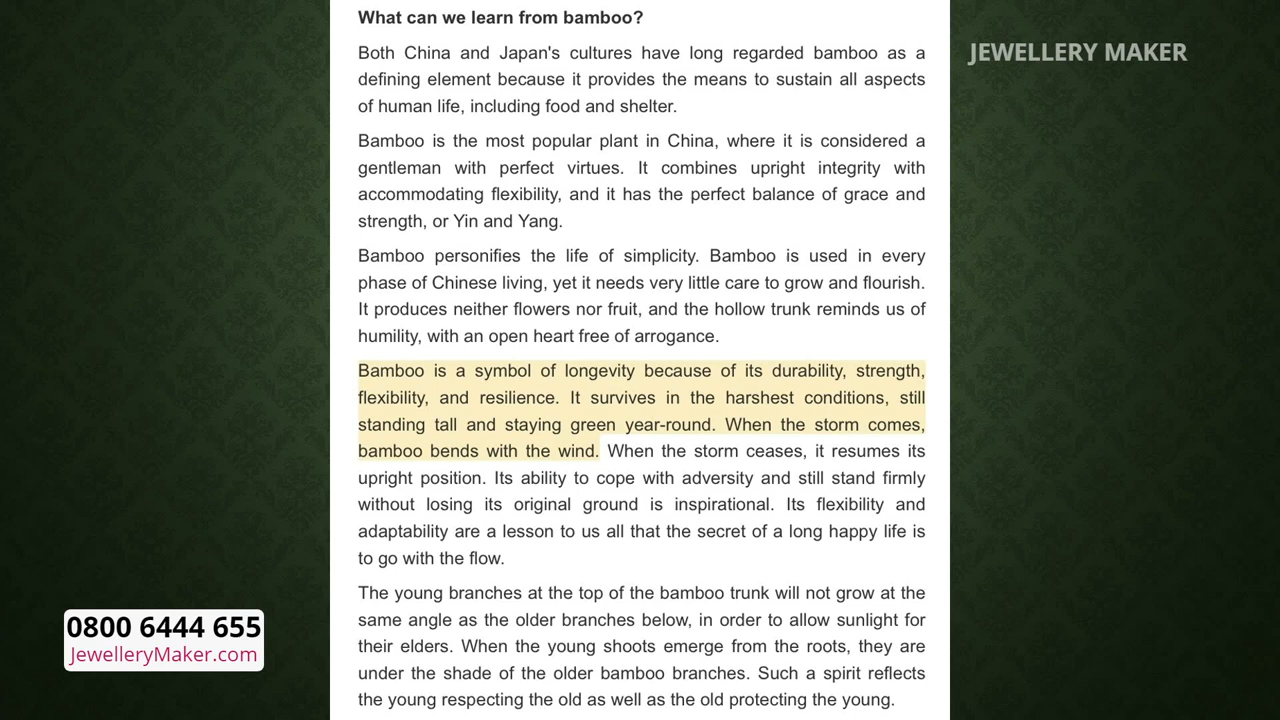 What can we learn from bamboo?
JEWELLERY MAKER
Both China and Japan's cultures have long regarded bamboo as a
defining element because it provides the means to sustain all aspects
of human life, including food and shelter.
Bamboo is the most popular plant in China, where it is considered a
gentleman with perfect virtues. It combines upright integrity with
accommodating flexibility, and it has the perfect balance of grace and
strength, or Yin and Yang.
Bamboo personifies the life of simplicity. Bamboo is used in every
phase of Chinese living, yet it needs very little care to grow and flourish.
It produces neither flowers nor fruit, and the hollow trunk reminds us of
humility, with an open heart free of arrogance.
Bamboo is a symbol of longevity because of its durability, strength,
flexibility, and resilience. It survives in the harshest conditions, still
standing tall and staying green year-round. When the storm comes,
bamboo bends with the wind. When the storm ceases, it resumes its
upright position. Its ability to cope with adversity and still stand firmly
without losing its original ground is inspirational. Its flexibility and
adaptability are a lesson to us all that the secret of a long happy life is
to go with the flow.
The young branches at the top of the bamboo trunk will not grow at the
same angle as the older branches below, in order to allow sunlight for
their elders. When the young shoots emerge from the roots, they are
under the shade of the older bamboo branches. Such a spirit reflects
the young respecting the old as well as the old protecting the young.
0800 6444 655
JewelleryMaker.com